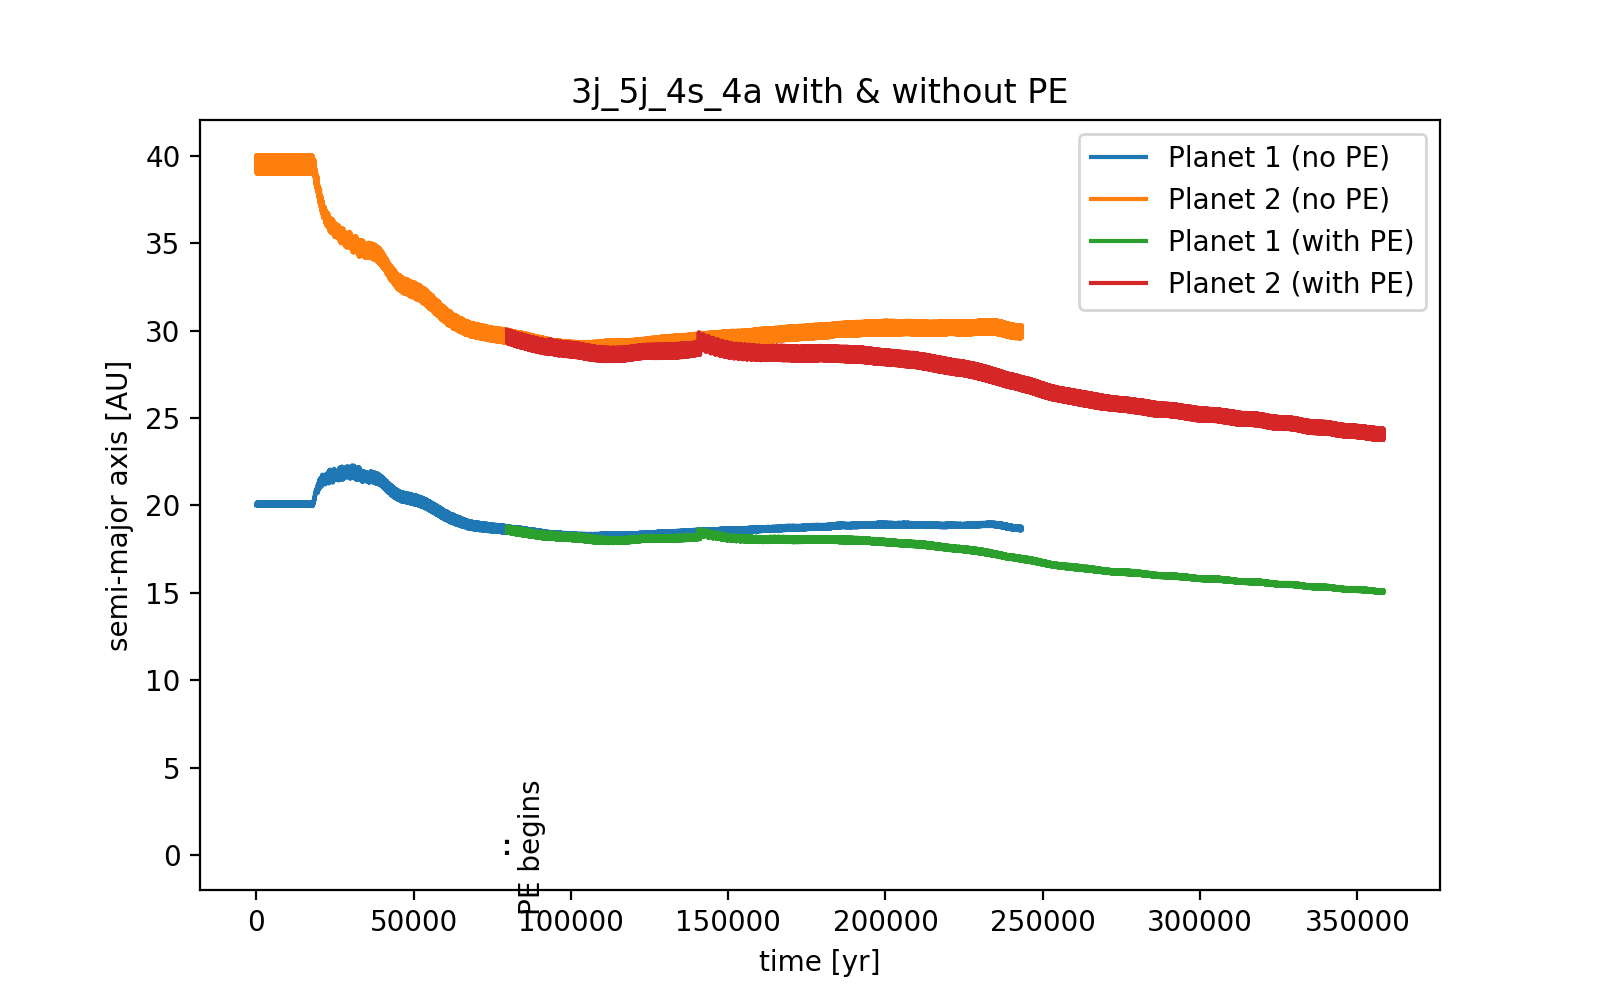 3j_5j_4s_4a with & without PE
Planet 1 (no PE)
Planet 2 (no PE)
Planet 1 (with PE)
Planet 2 (with PE)
semi-major axis [AU]
40
35
30
25
20
15
10
5
0
PE begins
0
50000
100000
150000
200000
250000
300000
350000
time [yr]